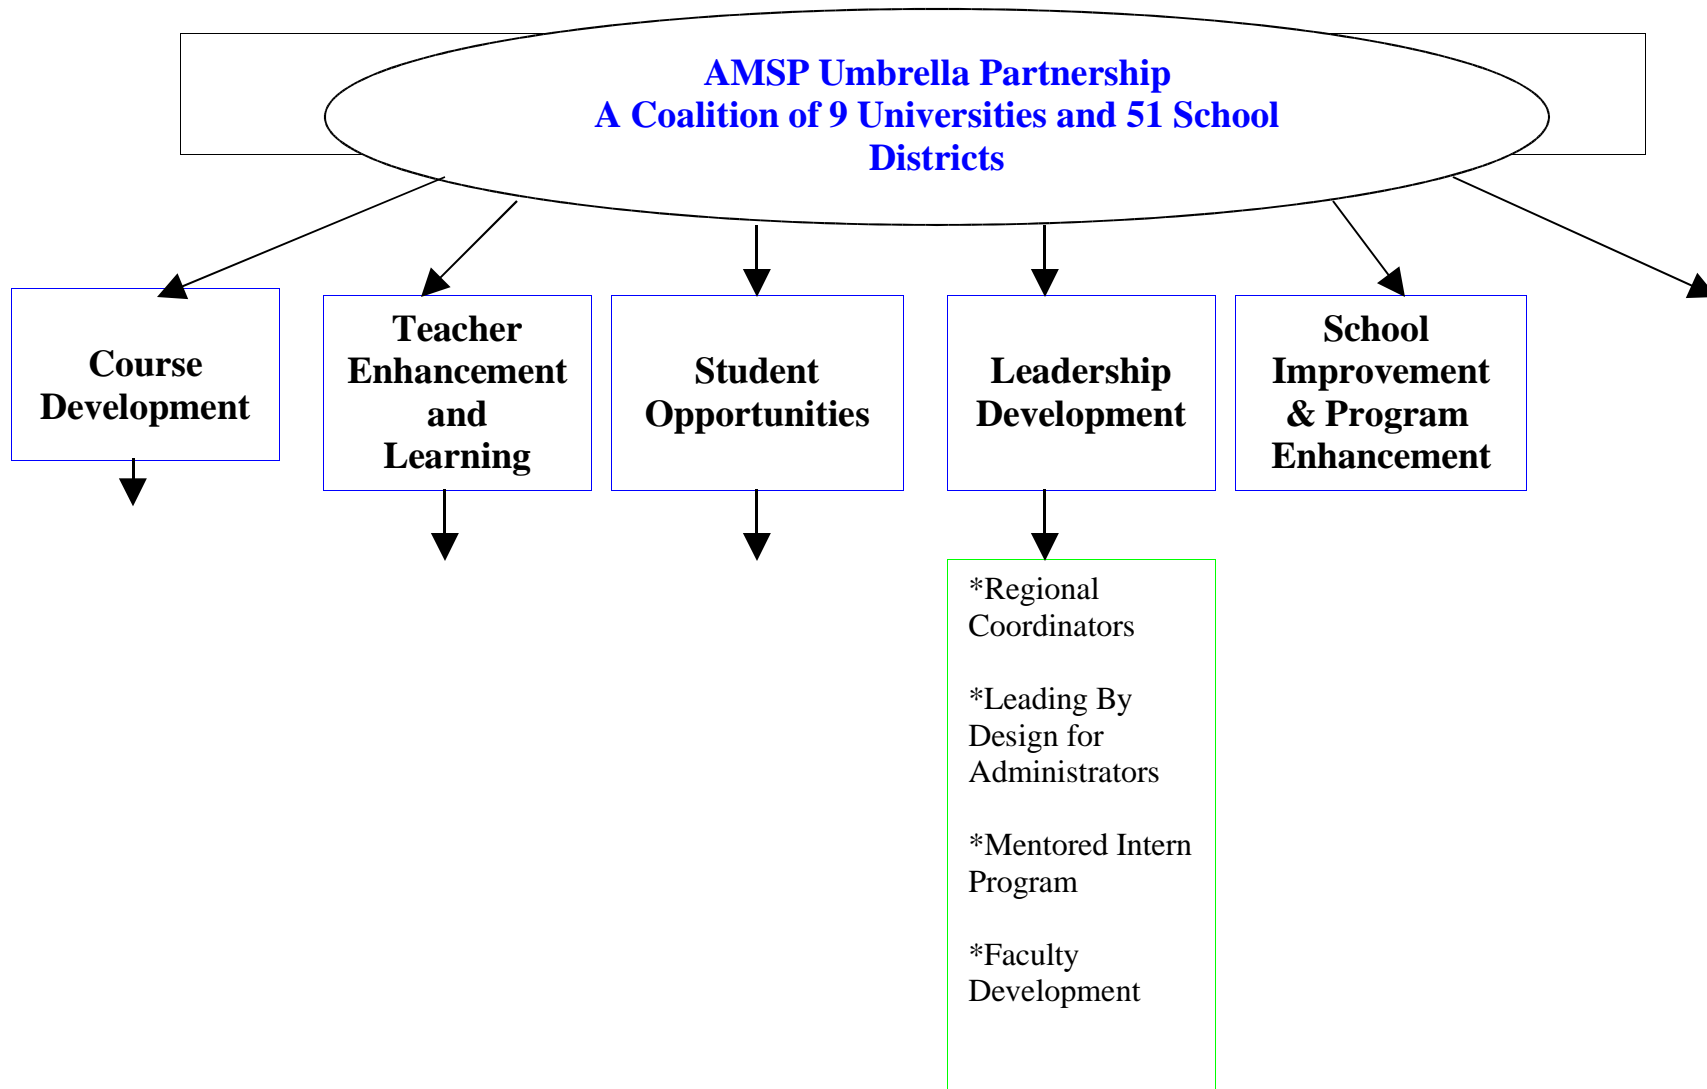 AMSP Umbrella Partnership
A Coalition of 9 Universities and 51 School
Districts
Course
Development
Teacher
Enhancement
and
Learning
Student
Opportunities
Leadership
Development
School
Improvement
& Program
Enhancement
*Regional
Coordinators
*Leading By
Design for
Administrators
*Mentored Intern
Program
*Faculty
Development